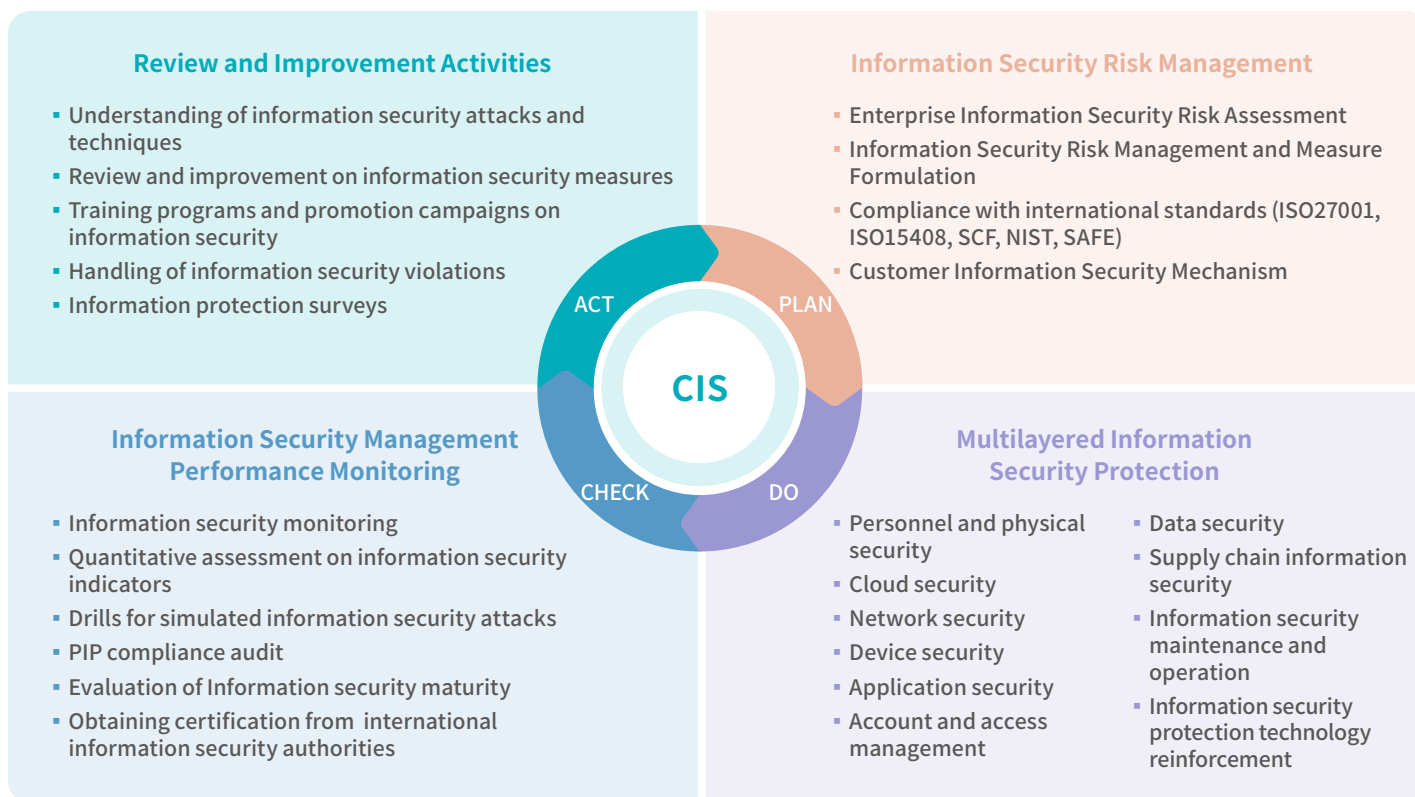 Review and Improvement Activities
▪ Understanding of information security attacks and
techniques
▪ Review and improvement on information security measures
▪ Training programs and promotion campaigns on
information security
▪ Handling of information security violations
▪ Information protection surveys
Information Security Risk Management
▪ Enterprise Information Security Risk Assessment
▪ Information Security Risk Management and Measure
Formulation
▪ Compliance with international standards (ISO27001,
ISO15408, SCF, NIST, SAFE)
▪ Customer Information Security Mechanism
ACT
PLAN
CIS
CHECK
DO
Information Security Management
Performance Monitoring
▪ Information security monitoring
▪ Quantitative assessment on information security
indicators
▪ Drills for simulated information security attacks
▪ PIP compliance audit
▪ Evaluation of Information security maturity
▪ Obtaining certification from international
information security authorities
Multilayered Information
Security Protection
▪ Personnel and physical
security
▪ Cloud security
▪ Network security
▪ Device security
▪ Application security
▪ Account and access
management
▪ Data security
▪ Supply chain information
security
▪ Information security
maintenance and
operation
▪ Information security
protection technology
reinforcement